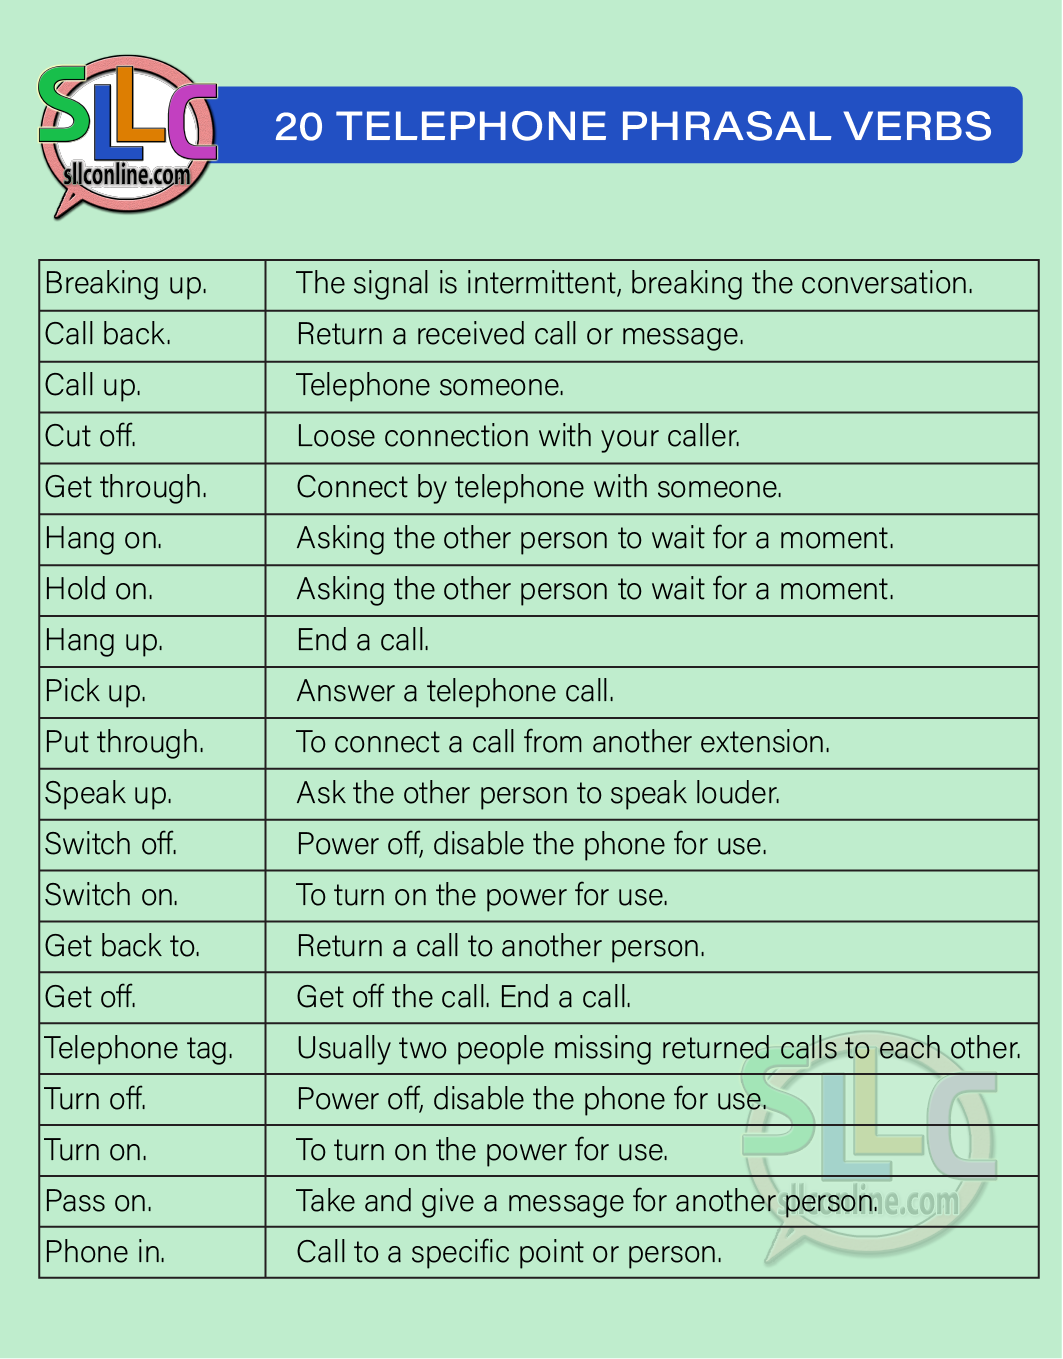 SLLC
sllconline.com
20 TELEPHONE PHRASAL VERBS
Breaking up. The signal is intermittent, breaking the conversation.
Call back. Return a received call or message.
Call up. Telephone someone.
Cut off. Loose connection with your caller.
Get through. Connect by telephone with someone.
Hang on. Asking the other person to wait for a moment.
Hold on. Asking the other person to wait for a moment.
Hang up. End a call.
Pick up. Answer a telephone call.
Put through. To connect a call from another extension.
Speak up. Ask the other person to speak louder.
Switch off. Power off, disable the phone for use.
Switch on. To turn on the power for use.
Get back to. Return a call to another person.
Get off. Get off the call. End a call.
Telephone tag. Usually two people missing returned calls to each other.
Turn off. Power off, disable the phone for use.
Turn on. To turn on the power for use.
Pass on. Take and give a message for another person.
Phone in. Call to a specific point or person.
SLLC
sllconline.com